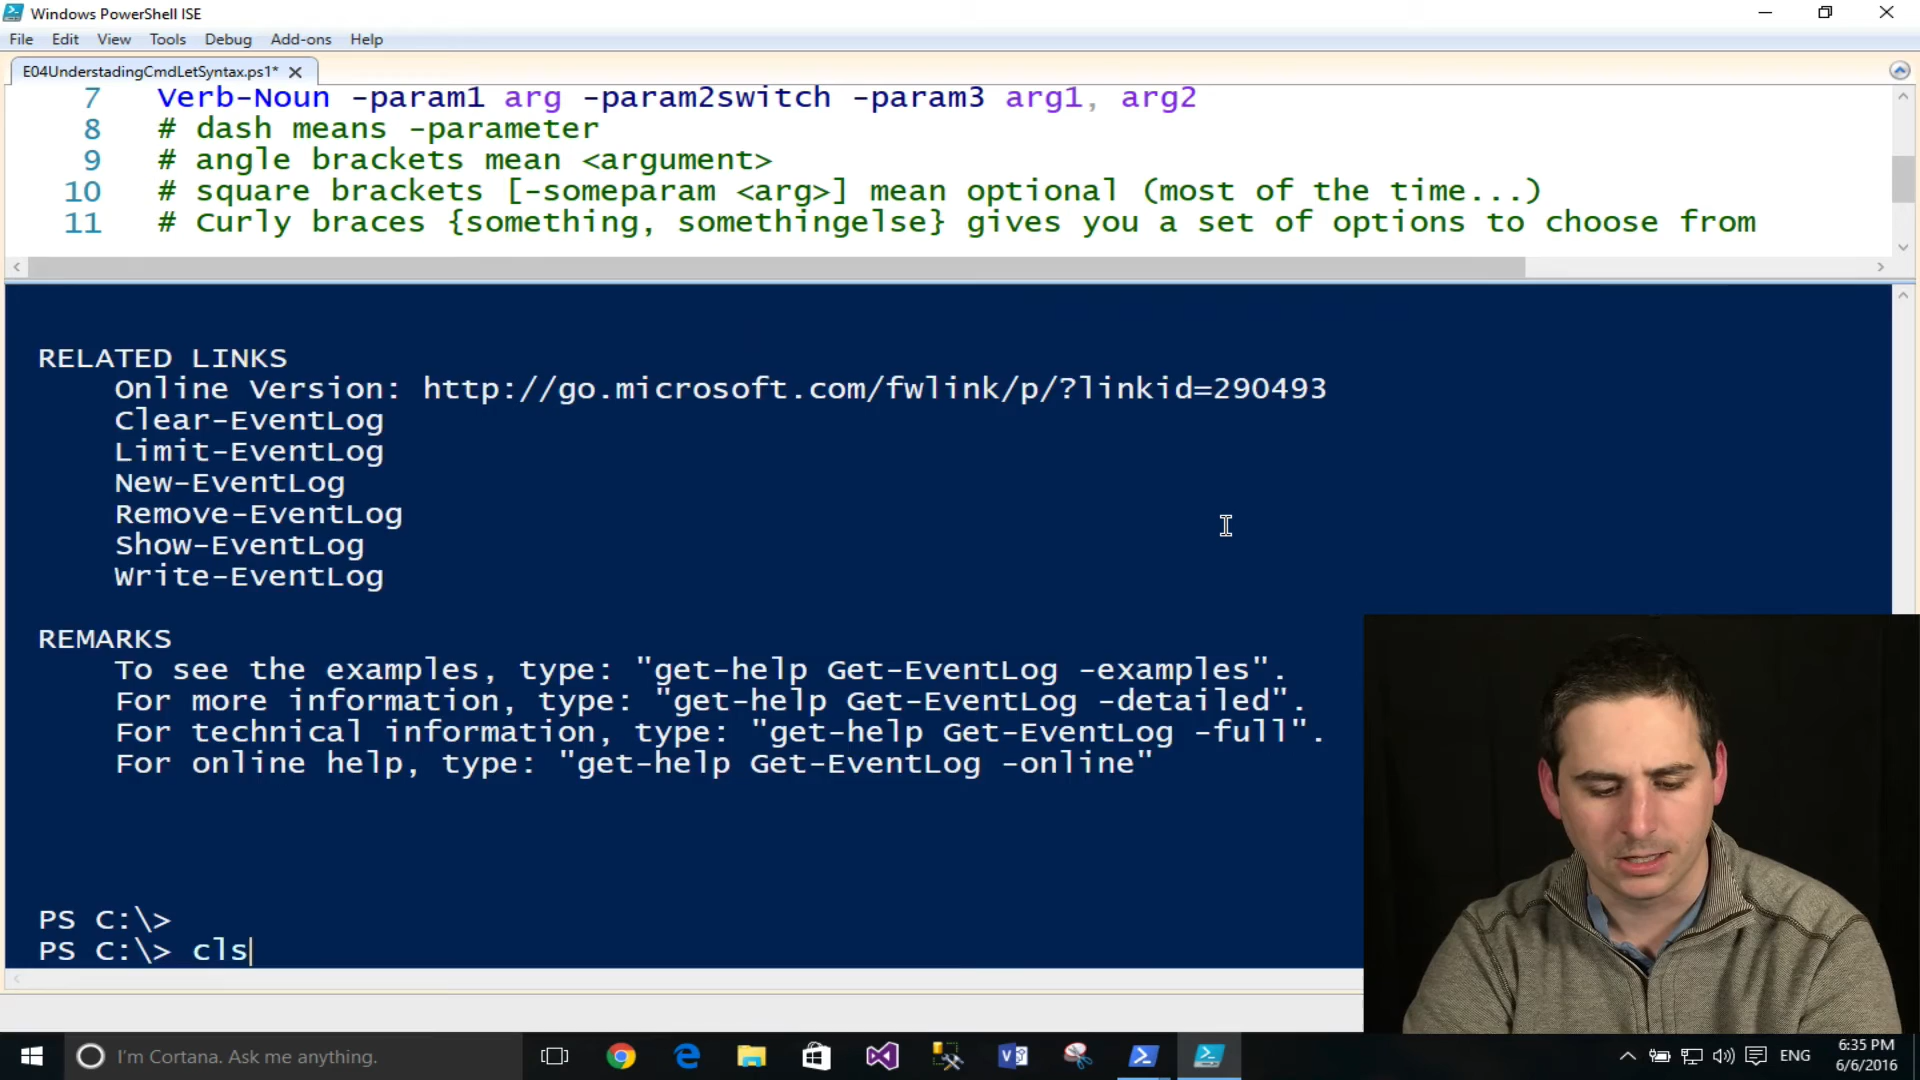 Windows PowerShell ISE
File Edit View Tools Debug Add-ons Help
E04UnderstadingCmdLetSyntax.ps1*
7 Verb-Noun -param1 arg -param2switch -param3 arg1, arg2
8 # dash means -parameter
9 # angle brackets mean <argument>
10 # square brackets [-someparam <arg>] mean optional (most of the time...)
11 # Curly braces {something, somethingelse} gives you a set of options to choose from
RELATED LINKS
Online Version: http://go.microsoft.com/fwlink/p/?linkid=290493
Clear-EventLog
Limit-EventLog
New-EventLog
Remove-EventLog
Show-EventLog
Write-EventLog
REMARKS
To see the examples, type: "get-help Get-EventLog -examples".
For more information, type: "get-help Get-EventLog -detailed".
For technical information, type: "get-help Get-EventLog -full".
For online help, type: "get-help Get-EventLog -online"
PS C:\>
PS C:\> cls
I'm Cortana. Ask me anything.
ENG
6:35 PM
6/6/2016